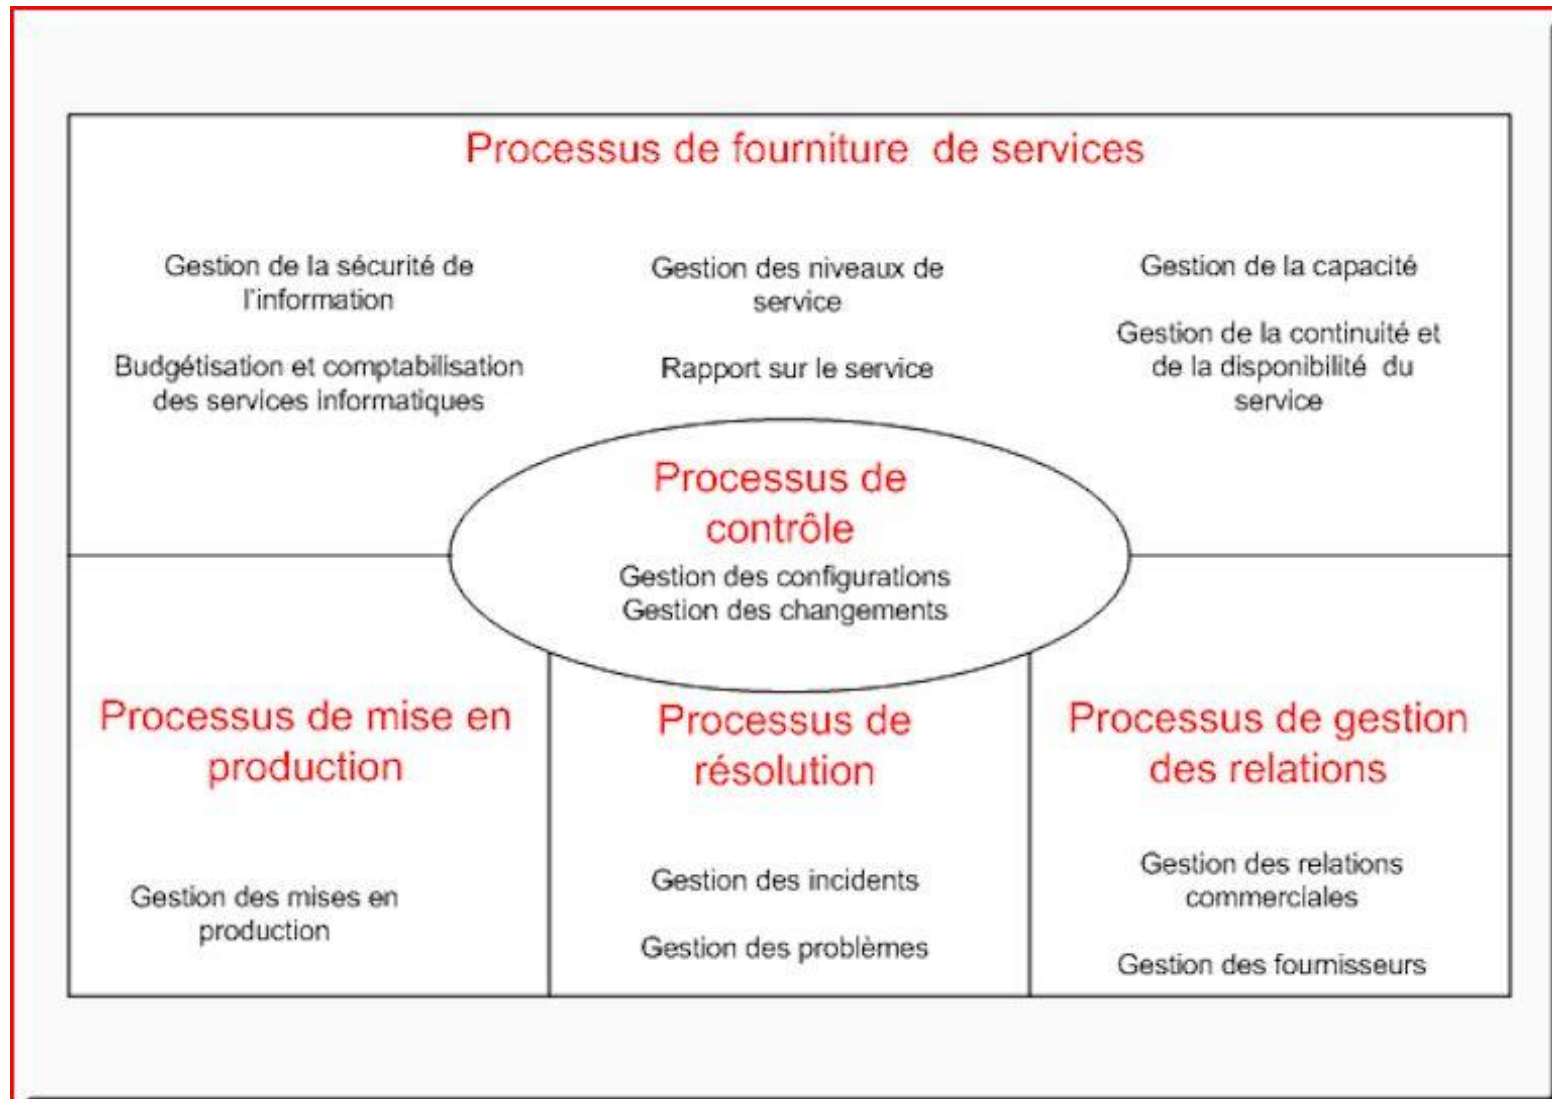 Processus de fourniture de services
Gestion de la sécurité de
l'information
Budgétisation et comptabilisation
des services informatiques
Gestion des niveaux de
service
Rapport sur le service
Gestion de la capacité
Gestion de la continuité et
de la disponibilité du
service
Processus de
contrôle
Gestion des configurations
Gestion des changements
Processus de mise en
production
Gestion des mises en
production
Processus de
résolution
Gestion des incidents
Gestion des problèmes
Processus de gestion
des relations
Gestion des relations
commerciales
Gestion des fournisseurs